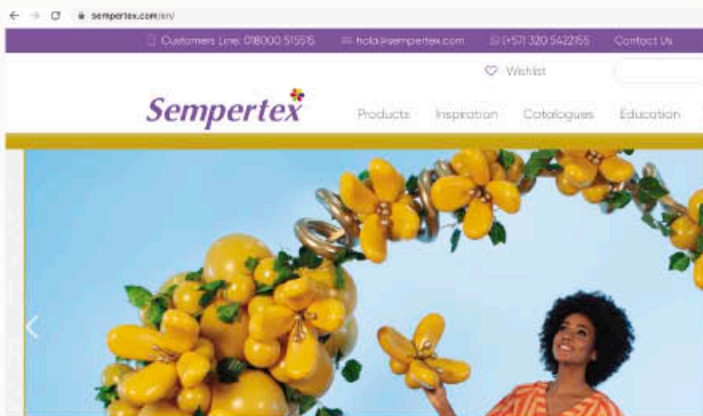 sempertex.com/en/
Customers Line: 018000 515515 hola@sempertex.com (+57) 320 5422155 Contact Us
Wishlist
Sempertex Products Inspiration Catalogues Education